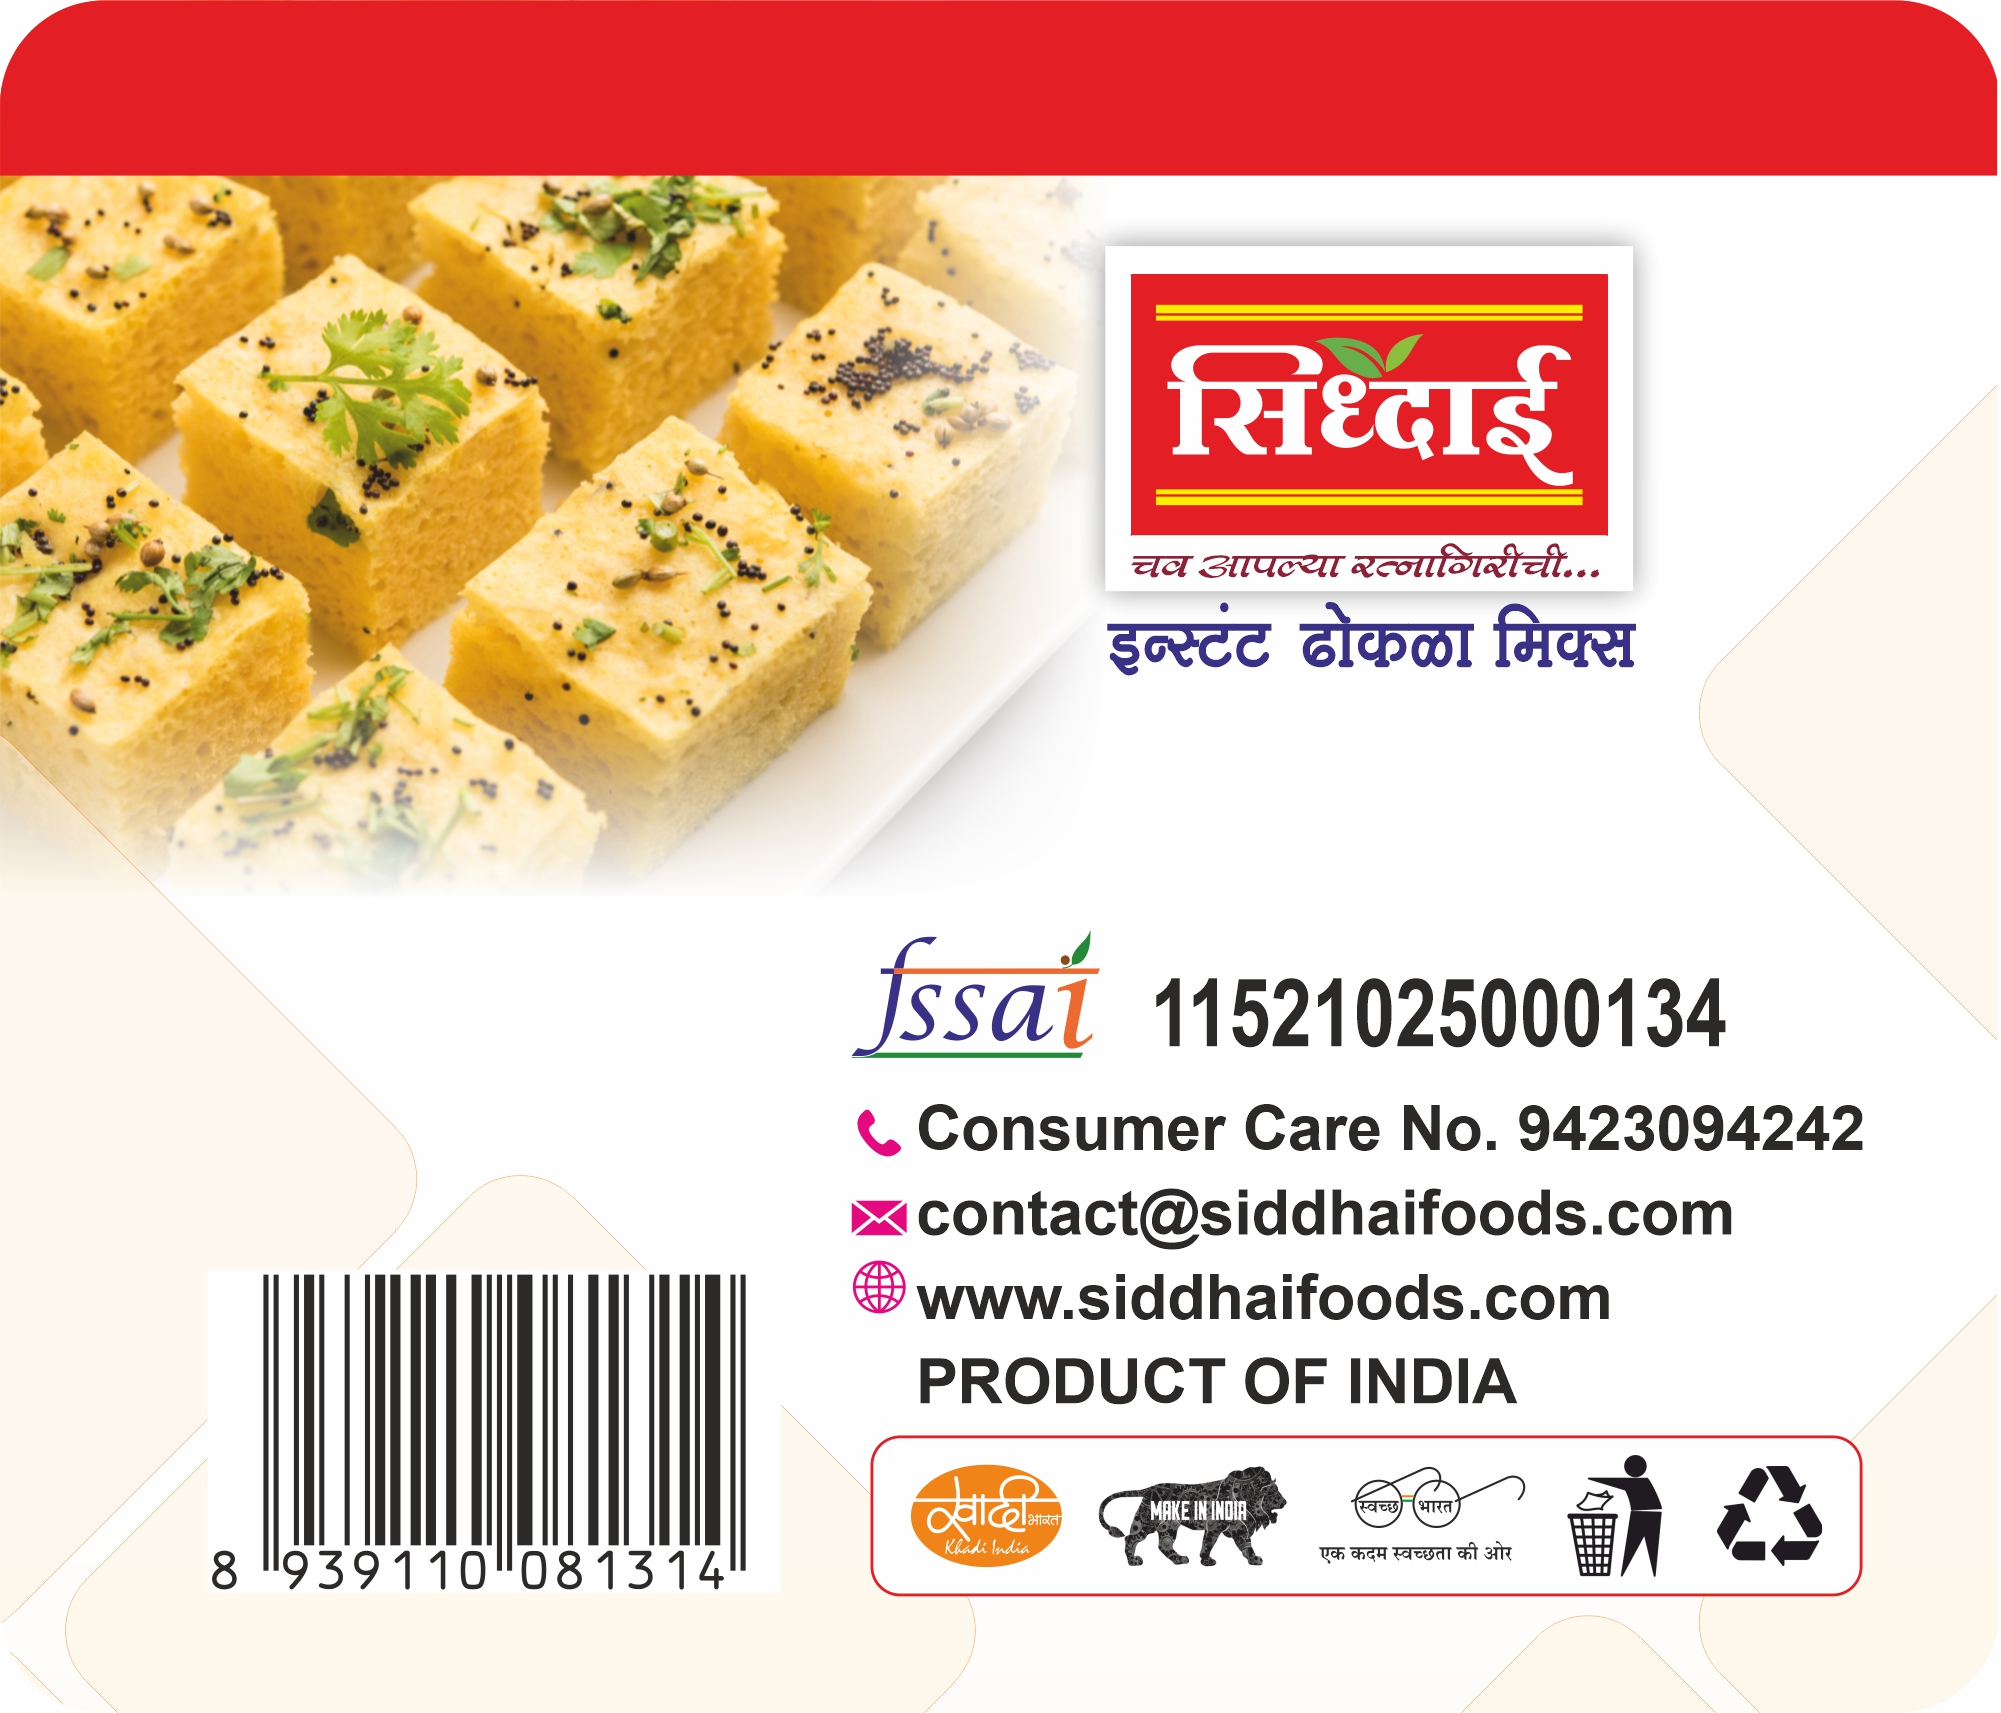 सिध्दाई
चव आपल्या रत्नागिरीची...
इन्स्टंट ढोकळा मिक्स
fssai 11521025000134
Consumer Care No. 9423094242
contact@siddhaifoods.com
www.siddhaifoods.com
PRODUCT OF INDIA
8 939110 081314
खादी भारत
Khadi India
MAKE IN INDIA
स्वच्छ भारत
एक कदम स्वच्छता की ओर